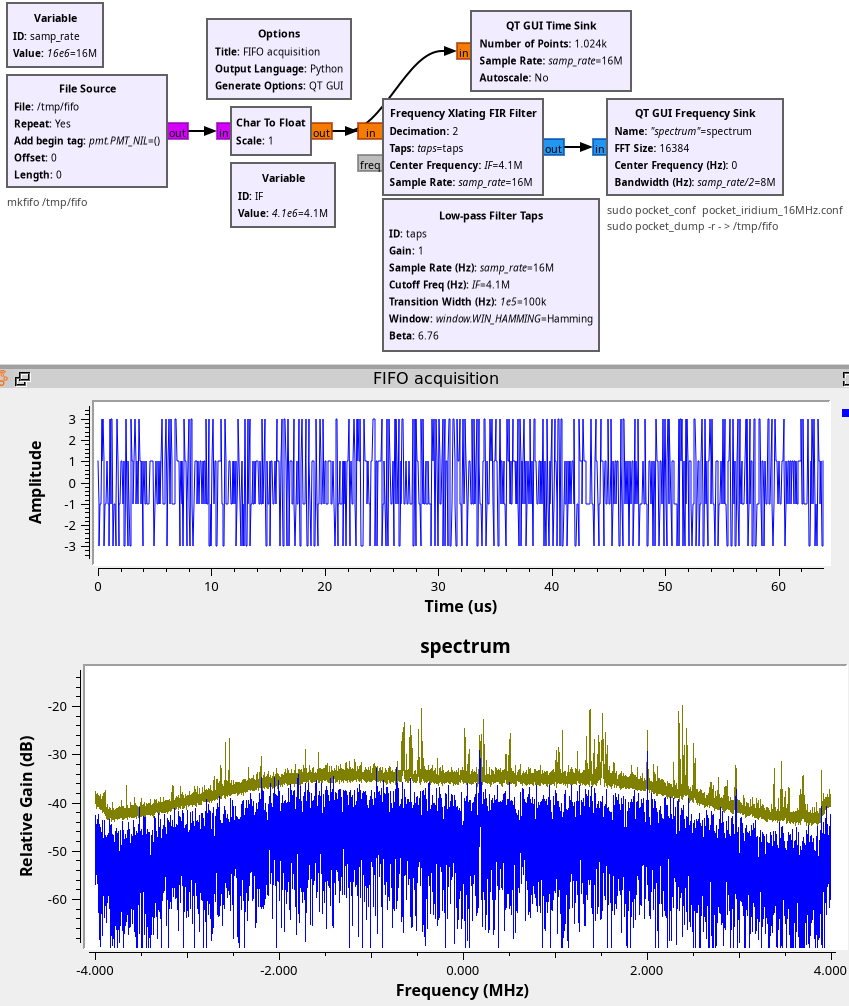 Variable
ID: samp_rate
Value: 16e6=16M
Options
Title: FIFO acquisition
Output Language: Python
Generate Options: QT GUI
QT GUI Time Sink
Number of Points: 1.024k
Sample Rate: samp_rate=16M
Autoscale: No
File Source
File: /tmp/fifo
Repeat: Yes
Add begin tag: pmt.PMT_NIL=()
Offset: 0
Length: 0
out
in
Char To Float
Scale: 1
out
in
in
freq
Frequency Xlating FIR Filter
Decimation: 2
Taps: taps=taps
Center Frequency: IF=4.1M
Sample Rate: samp_rate=16M
out
in
QT GUI Frequency Sink
Name: "spectrum"=spectrum
FFT Size: 16384
Center Frequency (Hz): 0
Bandwidth (Hz): samp_rate/2=8M
mkfifo /tmp/fifo
Variable
ID: IF
Value: 4.1e6=4.1M
Low-pass Filter Taps
ID: taps
Gain: 1
Sample Rate (Hz): samp_rate=16M
Cutoff Freq (Hz): IF=4.1M
Transition Width (Hz): 1e5=100k
Window: window.WIN_HAMMING=Hamming
Beta: 6.76
sudo pocket_conf  pocket_iridium_16MHz.conf
sudo pocket_dump -r - > /tmp/fifo
FIFO acquisition
Amplitude
3
2
1
0
-1
-2
-3
0 10 20 30 40 50 60
Time (us)
spectrum
Relative Gain (dB)
-20
-30
-40
-50
-60
-4.000 -2.000 0.000 2.000 4.000
Frequency (MHz)